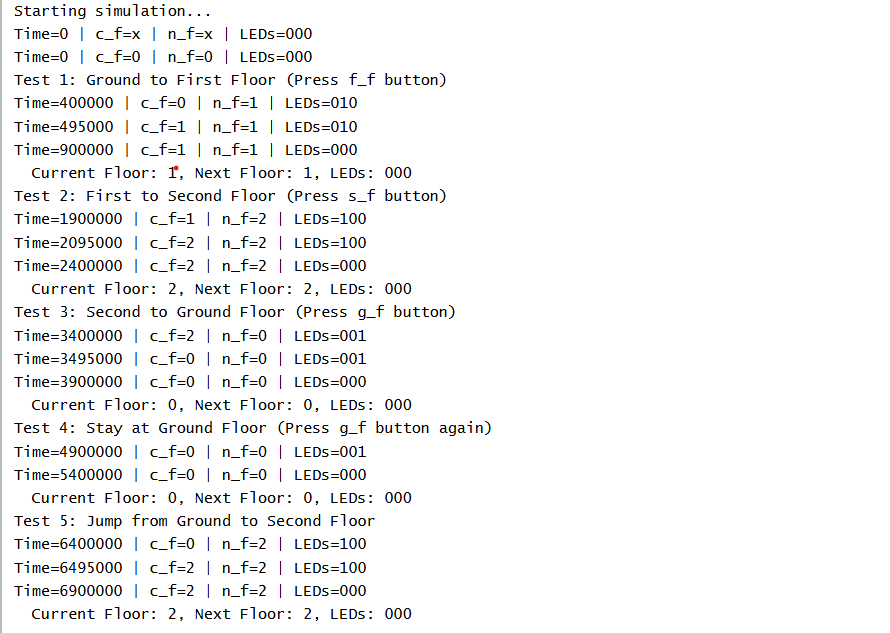 Starting simulation...
Time=0 | c_f=x | n_f=x | LEDs=000
Time=0 | c_f=0 | n_f=0 | LEDs=000
Test 1: Ground to First Floor (Press f_f button)
Time=400000 | c_f=0 | n_f=1 | LEDs=010
Time=495000 | c_f=1 | n_f=1 | LEDs=010
Time=900000 | c_f=1 | n_f=1 | LEDs=000
Current Floor: 1, Next Floor: 1, LEDs: 000
Test 2: First to Second Floor (Press s_f button)
Time=1900000 | c_f=1 | n_f=2 | LEDs=100
Time=2095000 | c_f=2 | n_f=2 | LEDs=100
Time=2400000 | c_f=2 | n_f=2 | LEDs=000
Current Floor: 2, Next Floor: 2, LEDs: 000
Test 3: Second to Ground Floor (Press g_f button)
Time=3400000 | c_f=2 | n_f=0 | LEDs=001
Time=3495000 | c_f=0 | n_f=0 | LEDs=001
Time=3900000 | c_f=0 | n_f=0 | LEDs=000
Current Floor: 0, Next Floor: 0, LEDs: 000
Test 4: Stay at Ground Floor (Press g_f button again)
Time=4900000 | c_f=0 | n_f=0 | LEDs=001
Time=5400000 | c_f=0 | n_f=0 | LEDs=000
Current Floor: 0, Next Floor: 0, LEDs: 000
Test 5: Jump from Ground to Second Floor
Time=6400000 | c_f=0 | n_f=2 | LEDs=100
Time=6495000 | c_f=2 | n_f=2 | LEDs=100
Time=6900000 | c_f=2 | n_f=2 | LEDs=000
Current Floor: 2, Next Floor: 2, LEDs: 000